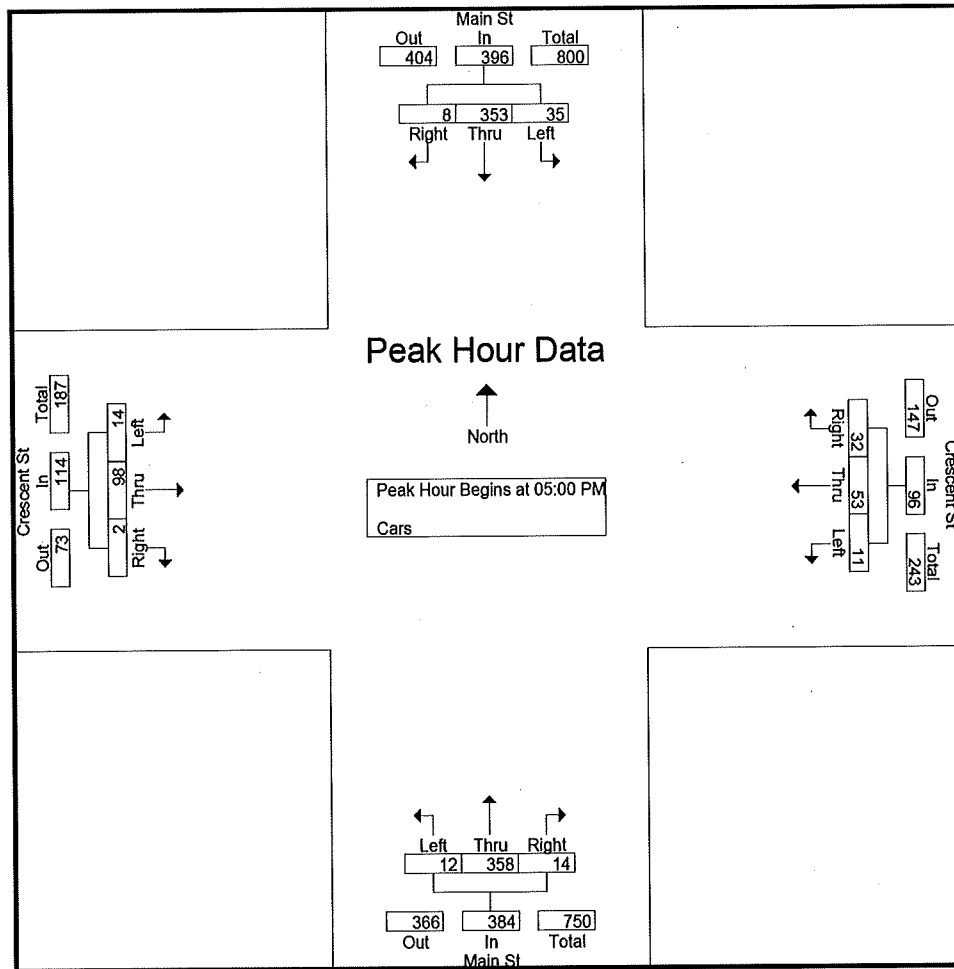 Main St
Out In Total
404 396 800
8 353 35
Right Thru Left
Peak Hour Data
North
Peak Hour Begins at 05:00 PM
Cars
Crescent St
Total In Out
187 114 73
14 98 2
Left Thru Right
Crescent St
Out In Total
147 96 243
32 53 11
Right Thru Left
Left Thru Right
12 358 14
366 384 750
Out In Total
Main St